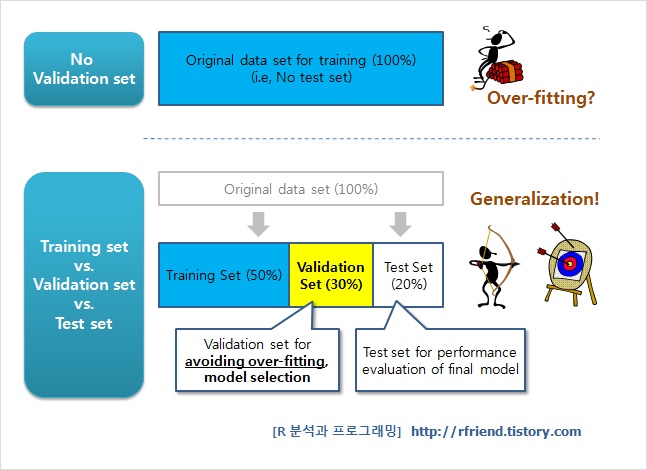 No
Validation set
Original data set for training (100%)
(i.e, No test set)
Over-fitting?
Training set
vs.
Validation set
vs.
Test set
Original data set (100%)
Generalization!
Training Set (50%)
Validation
Set (30%)
Test Set
(20%)
Validation set for
avoiding over-fitting,
model selection
Test set for performance
evaluation of final model
[R 분석과 프로그래밍] http://rfriend.tistory.com